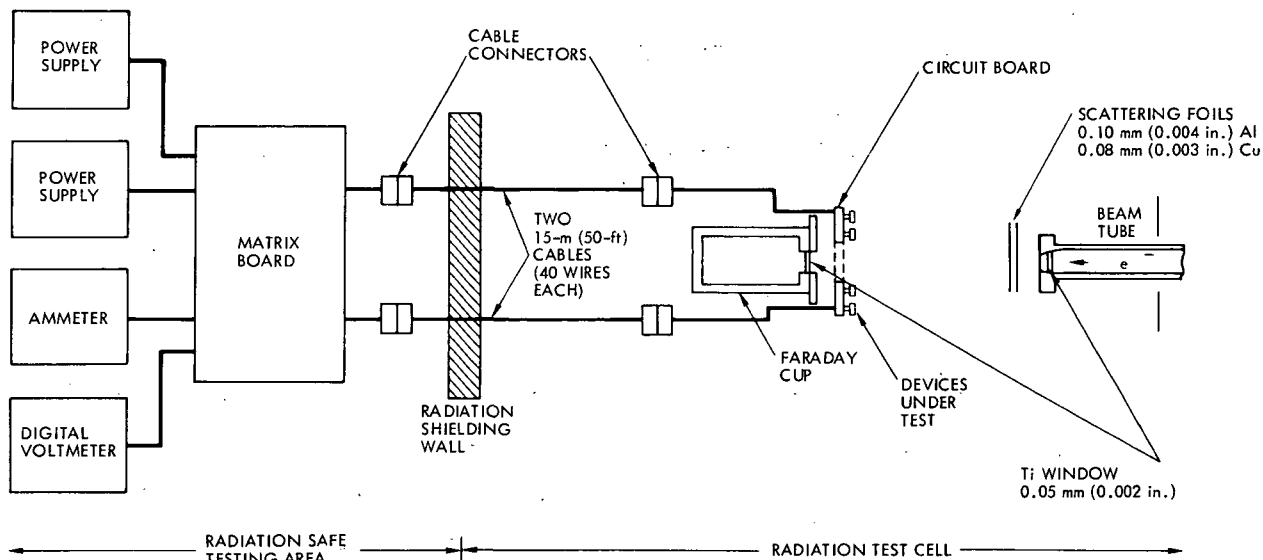 POWER
SUPPLY
POWER
SUPPLY
AMMETER
DIGITAL
VOLTMETER
MATRIX
BOARD
CABLE
CONNECTORS
TWO
15-m (50-ft)
CABLES
(40 WIRES
EACH)
RADIATION
SHIELDING
WALL
CIRCUIT BOARD
FARADAY
CUP
DEVICES
UNDER
TEST
SCATTERING FOILS
0.10 mm (0.004 in.) Al
0.08 mm (0.003 in.) Cu
BEAM
TUBE
e
Ti WINDOW
0.05 mm (0.002 in.)
RADIATION SAFE
TESTING AREA
RADIATION TEST CELL